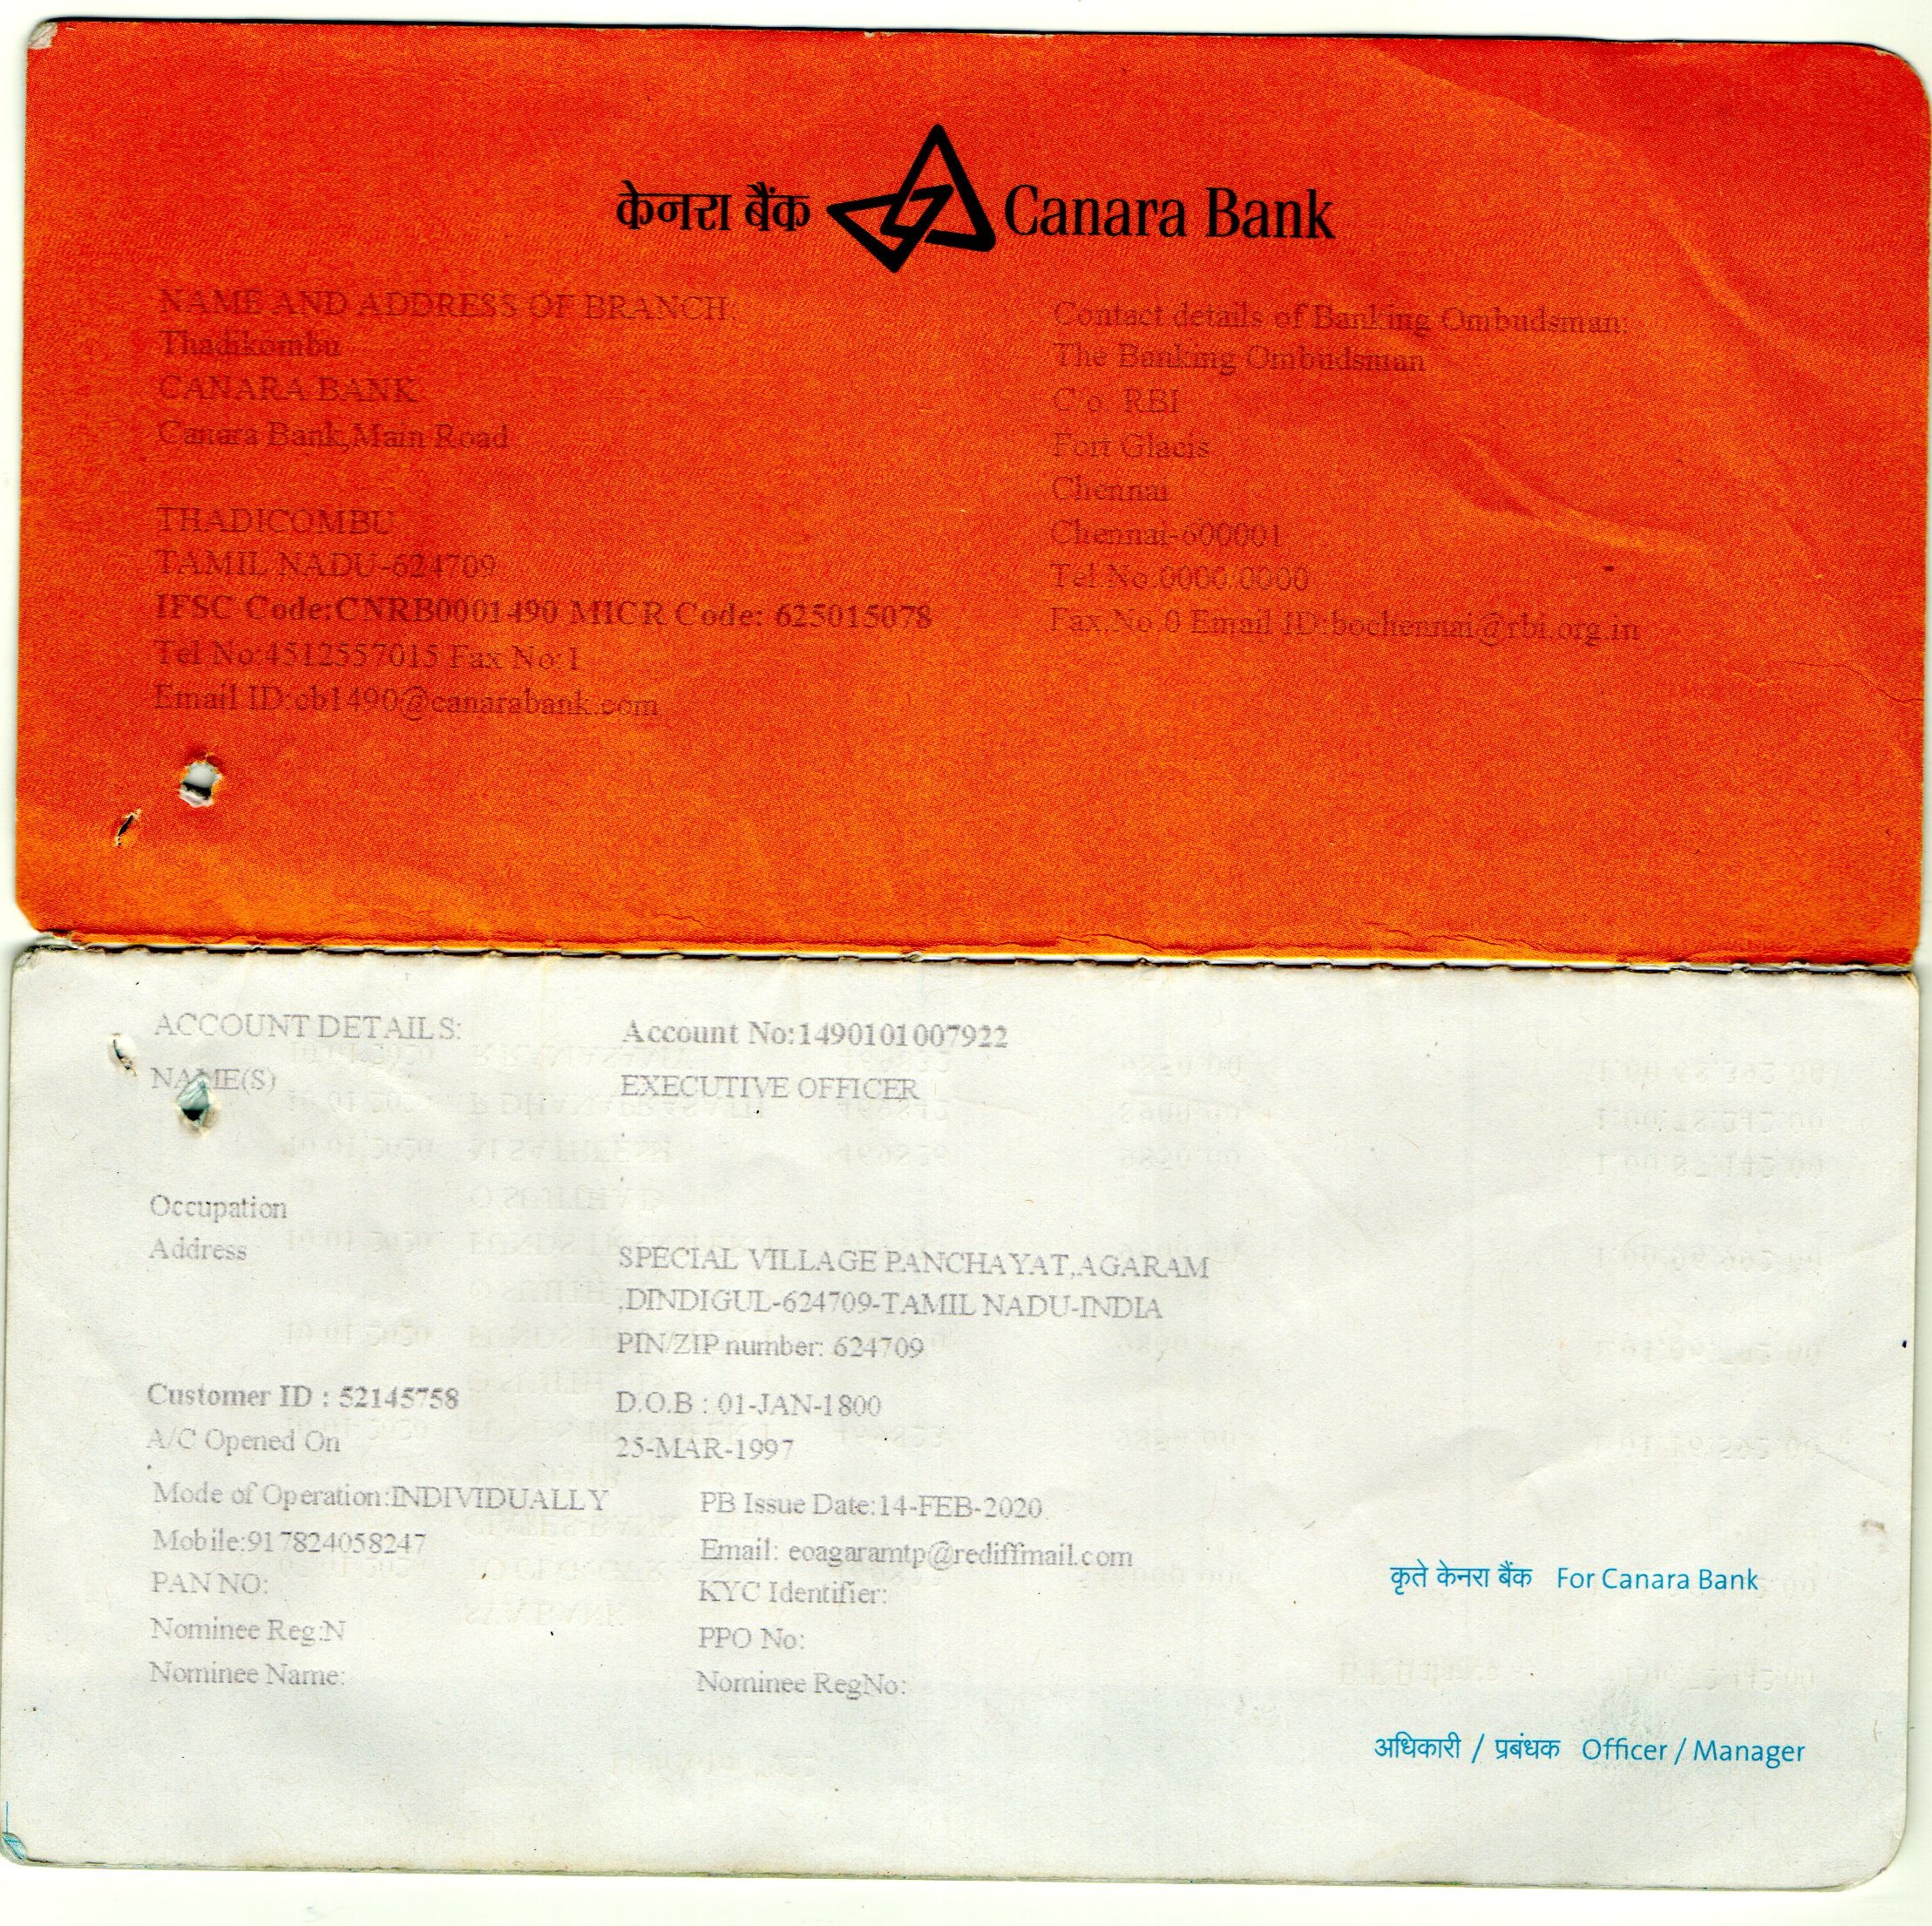 केनरा बैंक Canara Bank
NAME AND ADDRESS OF BRANCH:
Thadikombu
CANARA BANK
Canara Bank,Main Road
THADICOMBU
TAMIL NADU-624709
IFSC Code:CNRB0001490 MICR Code: 625015078
Tel No:4512557015 Fax No:1
Email ID:cb1490@canarabank.com
Contact details of Banking Ombudsman:
The Banking Ombudsman
C/o RBI
Fort Glacis
Chennai
Chennai-600001
Tel.No.0000/0000
Fax.No.0 Email ID:bochennai@rbi.org.in
ACCOUNT DETAILS: Account No:1490101007922
NAME(S) EXECUTIVE OFFICER
Occupation
Address SPECIAL VILLAGE PANCHAYAT,AGARAM
,DINDIGUL-624709-TAMIL NADU-INDIA
PIN/ZIP number: 624709
Customer ID : 52145758 D.O.B : 01-JAN-1800
A/C Opened On 25-MAR-1997
Mode of Operation:INDIVIDUALLY PB Issue Date:14-FEB-2020
Mobile:917824058247 Email: eoagaramtp@rediffmail.com
PAN NO: KYC Identifier:
Nominee Reg:N PPO No:
Nominee Name: Nominee RegNo:
कृते केनरा बैंक For Canara Bank
अधिकारी / प्रबंधक Officer / Manager